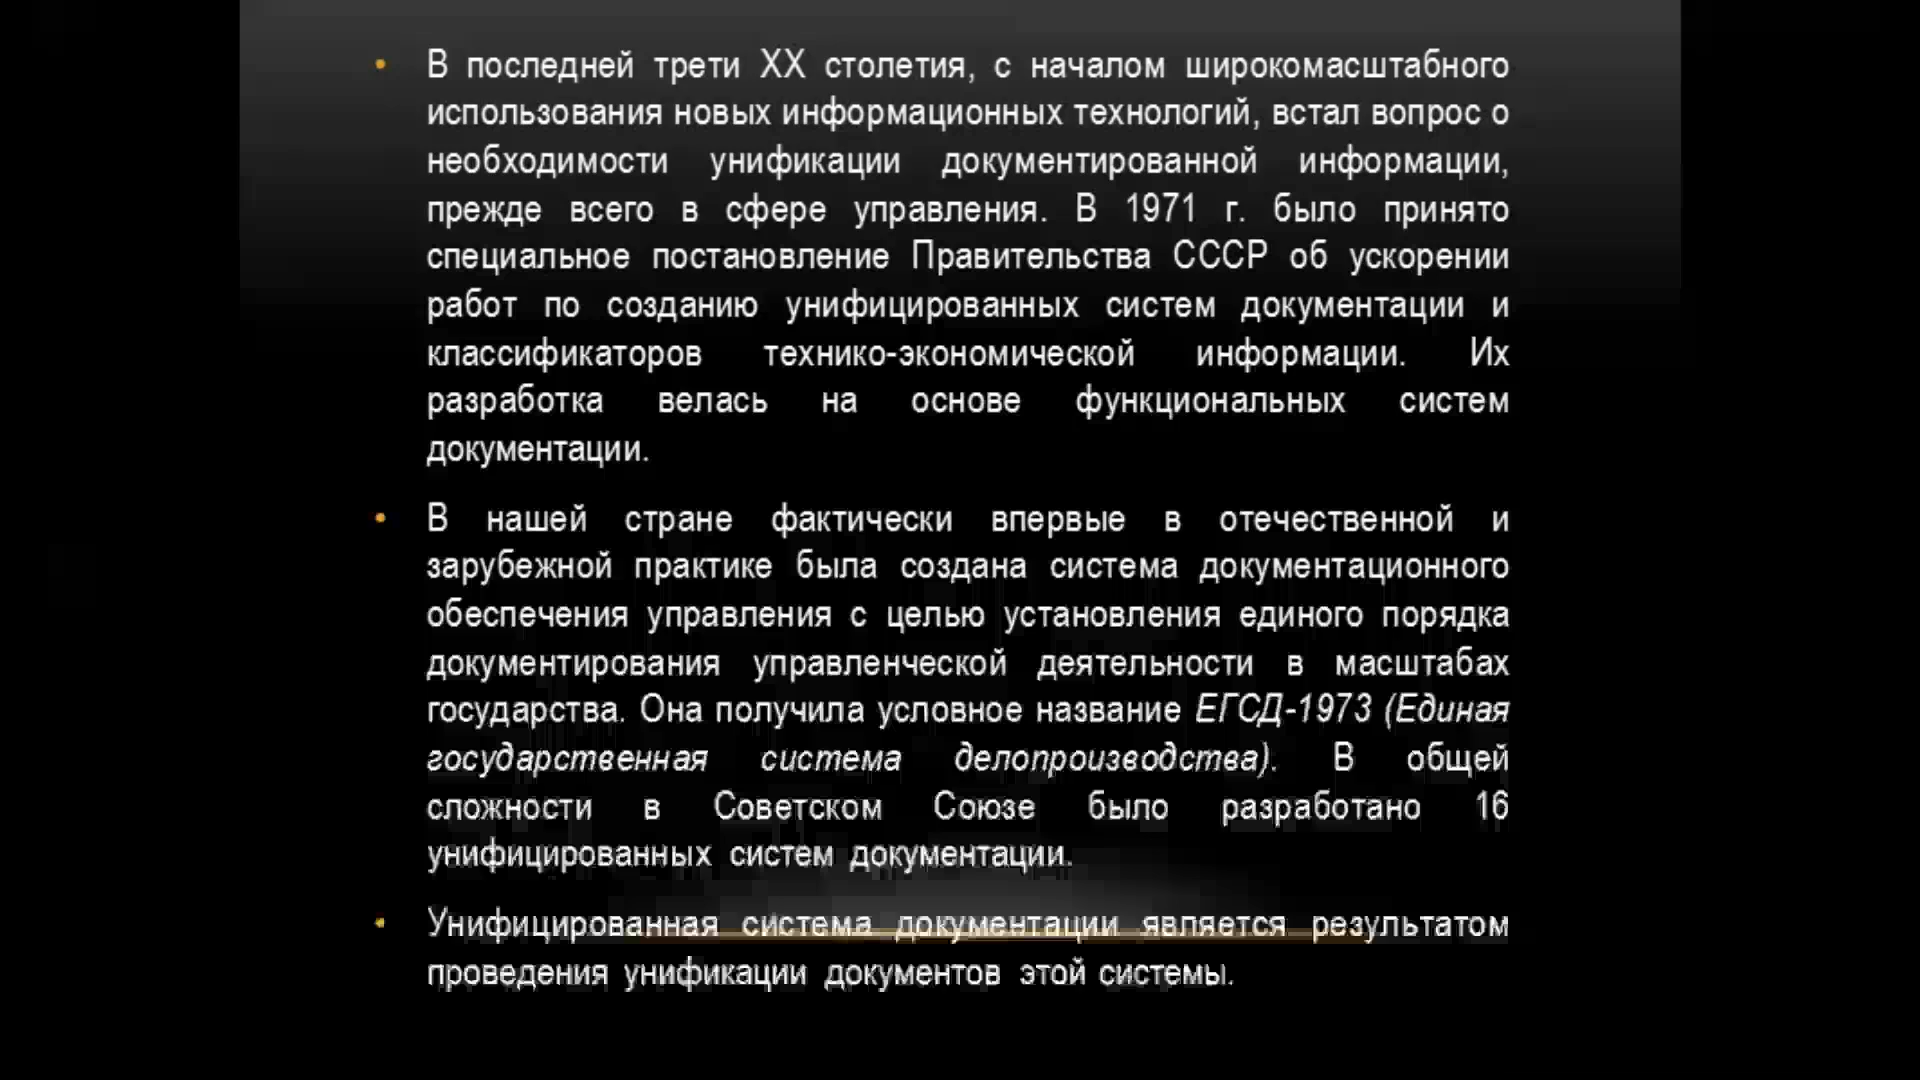 • В последней трети XX столетия, с началом широкомасштабного
использования новых информационных технологий, встал вопрос о
необходимости унификации документированной информации,
прежде всего в сфере управления. В 1971 г. было принято
специальное постановление Правительства СССР об ускорении
работ по созданию унифицированных систем документации и
классификаторов технико-экономической информации. Их
разработка велась на основе функциональных систем
документации.
• В нашей стране фактически впервые в отечественной и
зарубежной практике была создана система документационного
обеспечения управления с целью установления единого порядка
документирования управленческой деятельности в масштабах
государства. Она получила условное название ЕГСД-1973 (Единая
государственная система делопроизводства). В общей
сложности в Советском Союзе было разработано 16
унифицированных систем документации.
• Унифицированная система документации является результатом
проведения унификации документов этой системы.